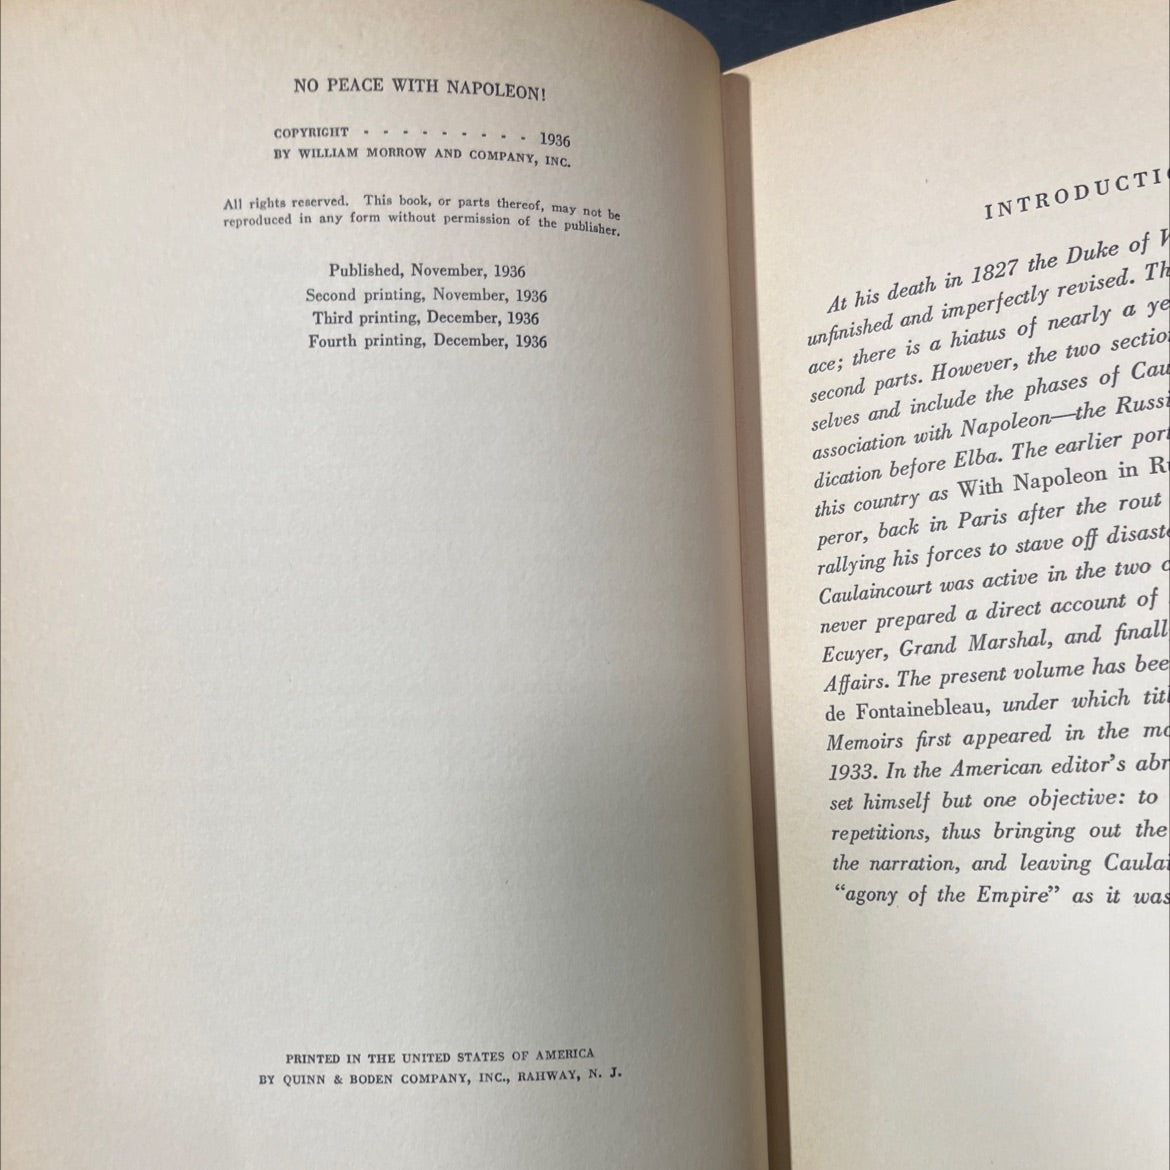 NO PEACE WITH NAPOLEON!
COPYRIGHT - - - - - - - - - 1936
BY WILLIAM MORROW AND COMPANY, INC.
All rights reserved. This book, or parts thereof, may not be
reproduced in any form without permission of the publisher.
Published, November, 1936
Second printing, November, 1936
Third printing, December, 1936
Fourth printing, December, 1936
PRINTED IN THE UNITED STATES OF AMERICA
BY QUINN & BODEN COMPANY, INC., RAHWAY, N. J.
INTRODUCTI
At his death in 1827 the Duke of
unfinished and imperfectly revised. Th
ace; there is a hiatus of nearly a ye
second parts. However, the two sectio
selves and include the phases of Cau
association with Napoleon—the Russi
dication before Elba. The earlier port
this country as With Napoleon in Ru
peror, back in Paris after the rout
rallying his forces to stave off disast
Caulaincourt was active in the two
never prepared a direct account of
Ecuyer, Grand Marshal, and finall
Affairs. The present volume has bee
de Fontainebleau, under which titl
Memoirs first appeared in the mo
1933. In the American editor's abr
set himself but one objective: to
repetitions, thus bringing out the
the narration, and leaving Caulai
"agony of the Empire" as it was